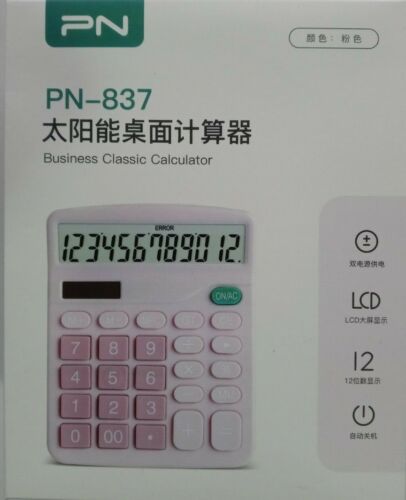 PN
颜色：粉色
PN-837
太阳能桌面计算器
Business Classic Calculator
ERROR
123456789012.
ON/AC
双电源供电
LCD
LCD大屏显示
7 8 9 ÷
12
12位数显示
4 5 6 × %
1 2 3 −
自动关机
0 00 • + =